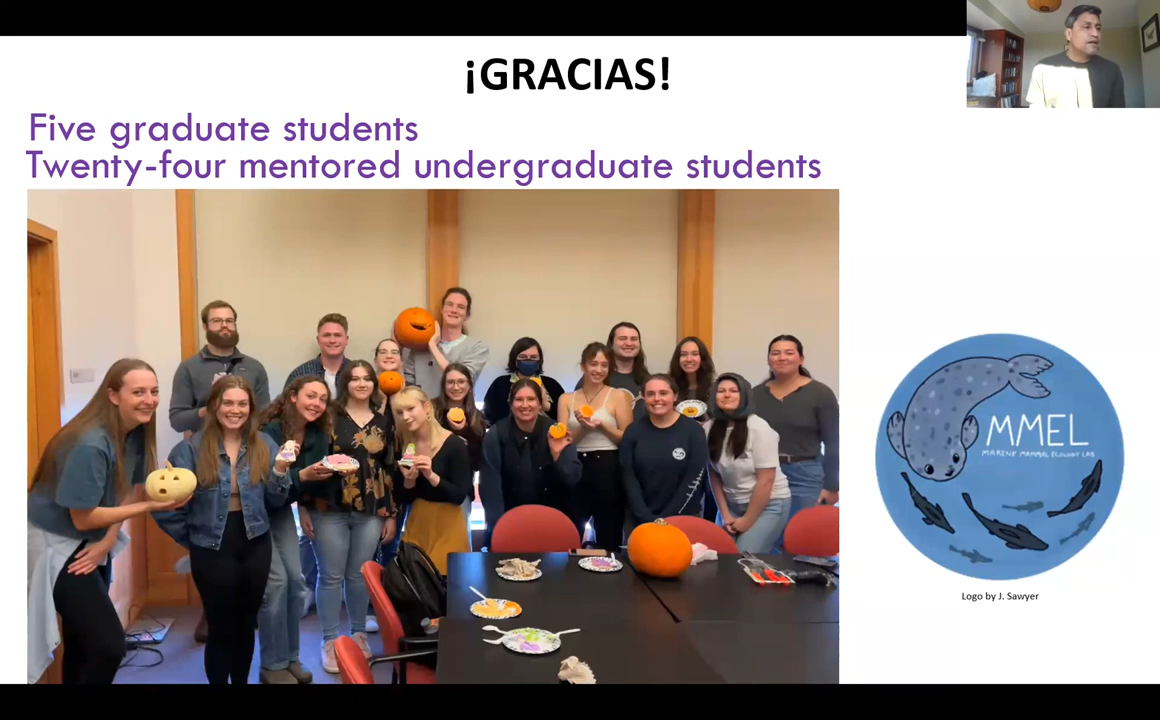 ¡GRACIAS!
Five graduate students
Twenty-four mentored undergraduate students
MMEL
MARINE MAMMAL ECOLOGY LAB
Logo by J. Sawyer